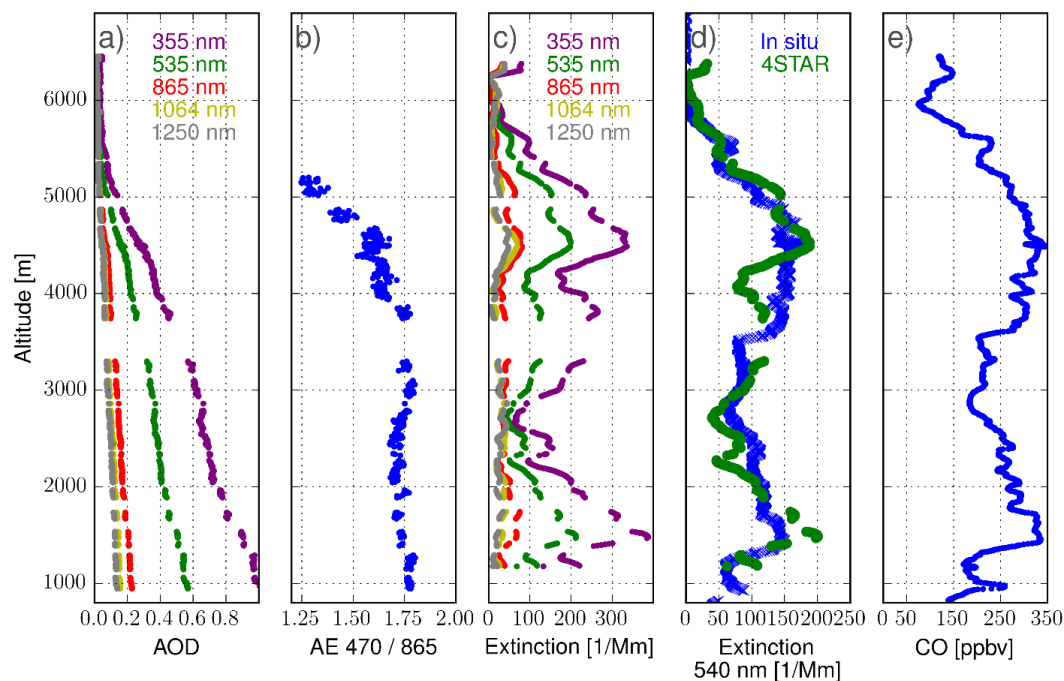 a) b) c) d) e)
355 nm
535 nm
865 nm
1064 nm
1250 nm
355 nm
535 nm
865 nm
1064 nm
1250 nm
In situ
4STAR
Altitude [m]
6000
5000
4000
3000
2000
1000
0.0 0.2 0.4 0.6 0.8
1.25 1.50 1.75 2.00
0 100 200 300 400
0 50 100 150 200 250
50 150 250 350
AOD
AE 470 / 865
Extinction [1/Mm]
Extinction
540 nm [1/Mm]
CO [ppbv]